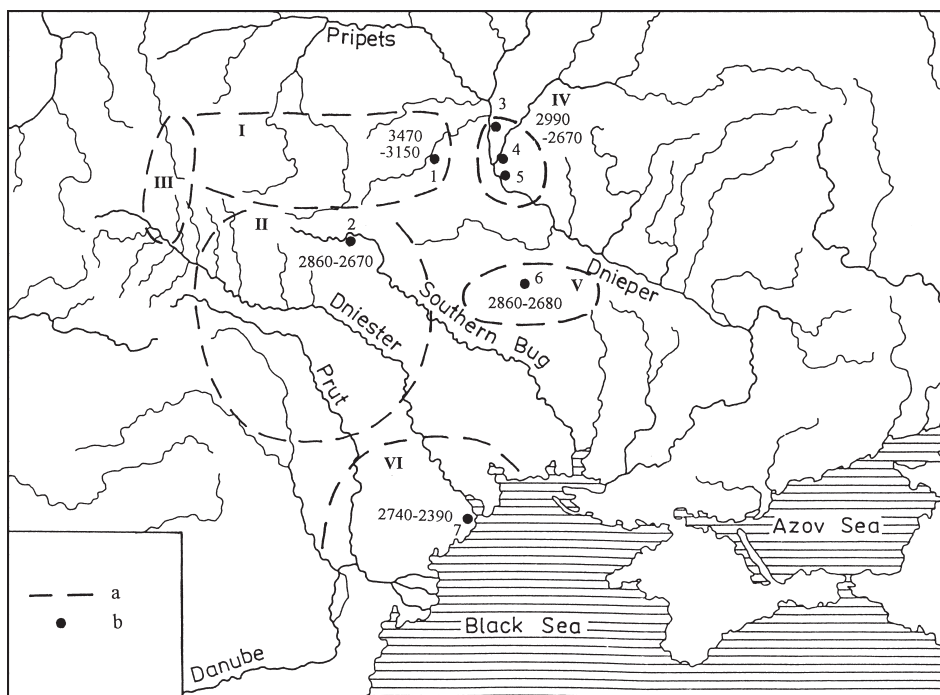 Pripets
3
IV
I
3470
-3150
2990
-2670
4
1
5
III
II
2
2860-2670
6
V
2860-2680
Dnieper
Dniester
Southern Bug
Prut
VI
2740-2390
7
Azov Sea
a
b
Black Sea
Danube